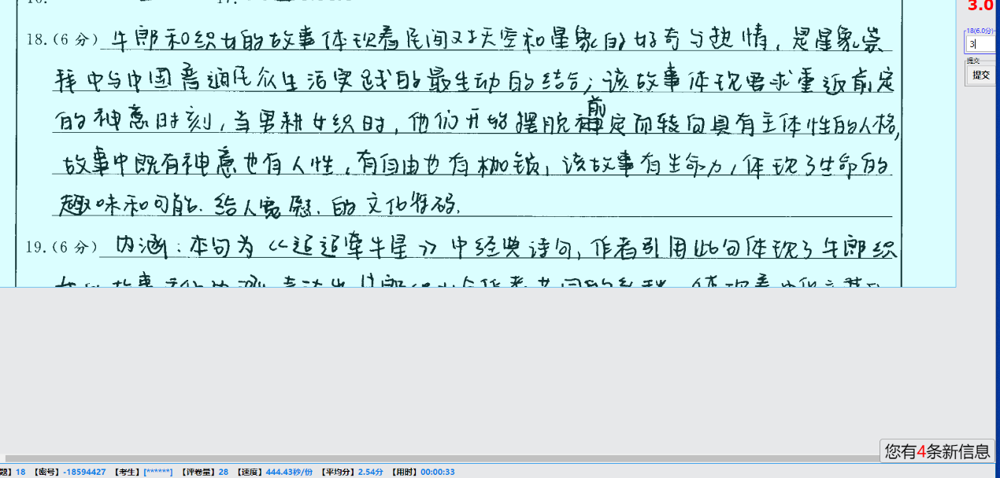 3.0
18(6.0分)
3
提交
提交
18.(6分) 牛郎和织女的故事体现着民间对天空和星象的好奇与热情，是星象崇
拜中与中国普通民众生活实践的最生动的结合；该故事体现要求重返前定
的神意时刻，当男耕女织时，他们开始摆脱前定而转向具有主体性的人格，
故事中既有神意也有人性，有自由也有枷锁，该故事有生命力，体现了生命的
趣味和可能.给人宽慰.的文化密码.
19.(6分) 内涵：本句为《迢迢牵牛星》中经典诗句，作者引用此句体现了牛郎织
您有4条新信息
题】18 【密号】-18594427 【考生】[******] 【评卷量】28 【速度】444.43秒/份 【平均分】2.54分 【用时】00:00:33